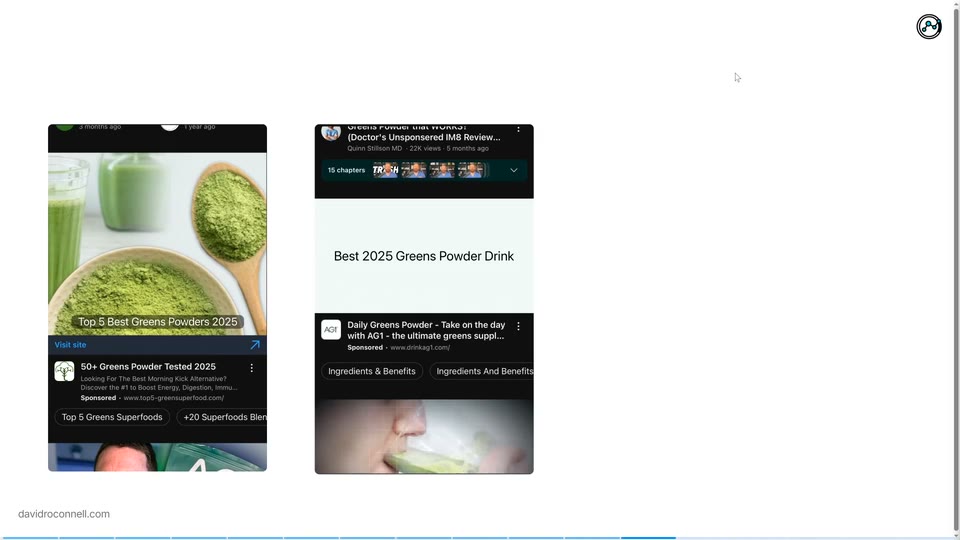 3 months ago
1 year ago
Top 5 Best Greens Powders 2025
Visit site
50+ Greens Powder Tested 2025
Looking For The Best Morning Kick Alternative?
Discover the #1 to Boost Energy, Digestion, Immu...
Sponsored • www.top5-greensuperfood.com/
Top 5 Greens Superfoods
+20 Superfoods Blen
Greens Powder that WORKS?
(Doctor's Unsponsored IM8 Review...
Quinn Stillson MD · 22K views · 5 months ago
15 chapters
TRASH
Best 2025 Greens Powder Drink
AG1
Daily Greens Powder - Take on the day
with AG1 - the ultimate greens suppl...
Sponsored • www.drinkag1.com/
Ingredients & Benefits
Ingredients And Benefits
davidroconnell.com